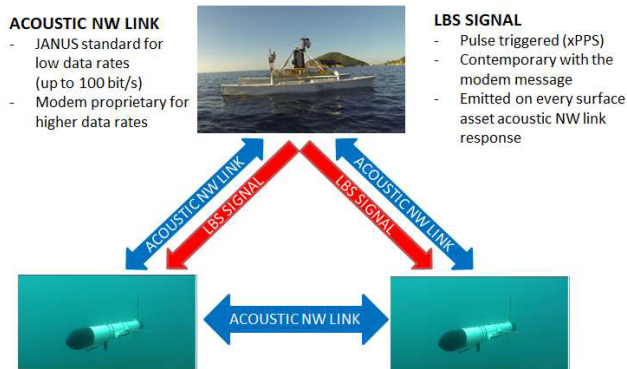 ACOUSTIC NW LINK
- JANUS standard for
low data rates
(up to 100 bit/s)
- Modem proprietary for
higher data rates
LBS SIGNAL
- Pulse triggered (xPPS)
- Contemporary with the
modem message
- Emitted on every surface
asset acoustic NW link
response
ACOUSTIC NW LINK
LBS SIGNAL
LBS SIGNAL
ACOUSTIC NW LINK
ACOUSTIC NW LINK